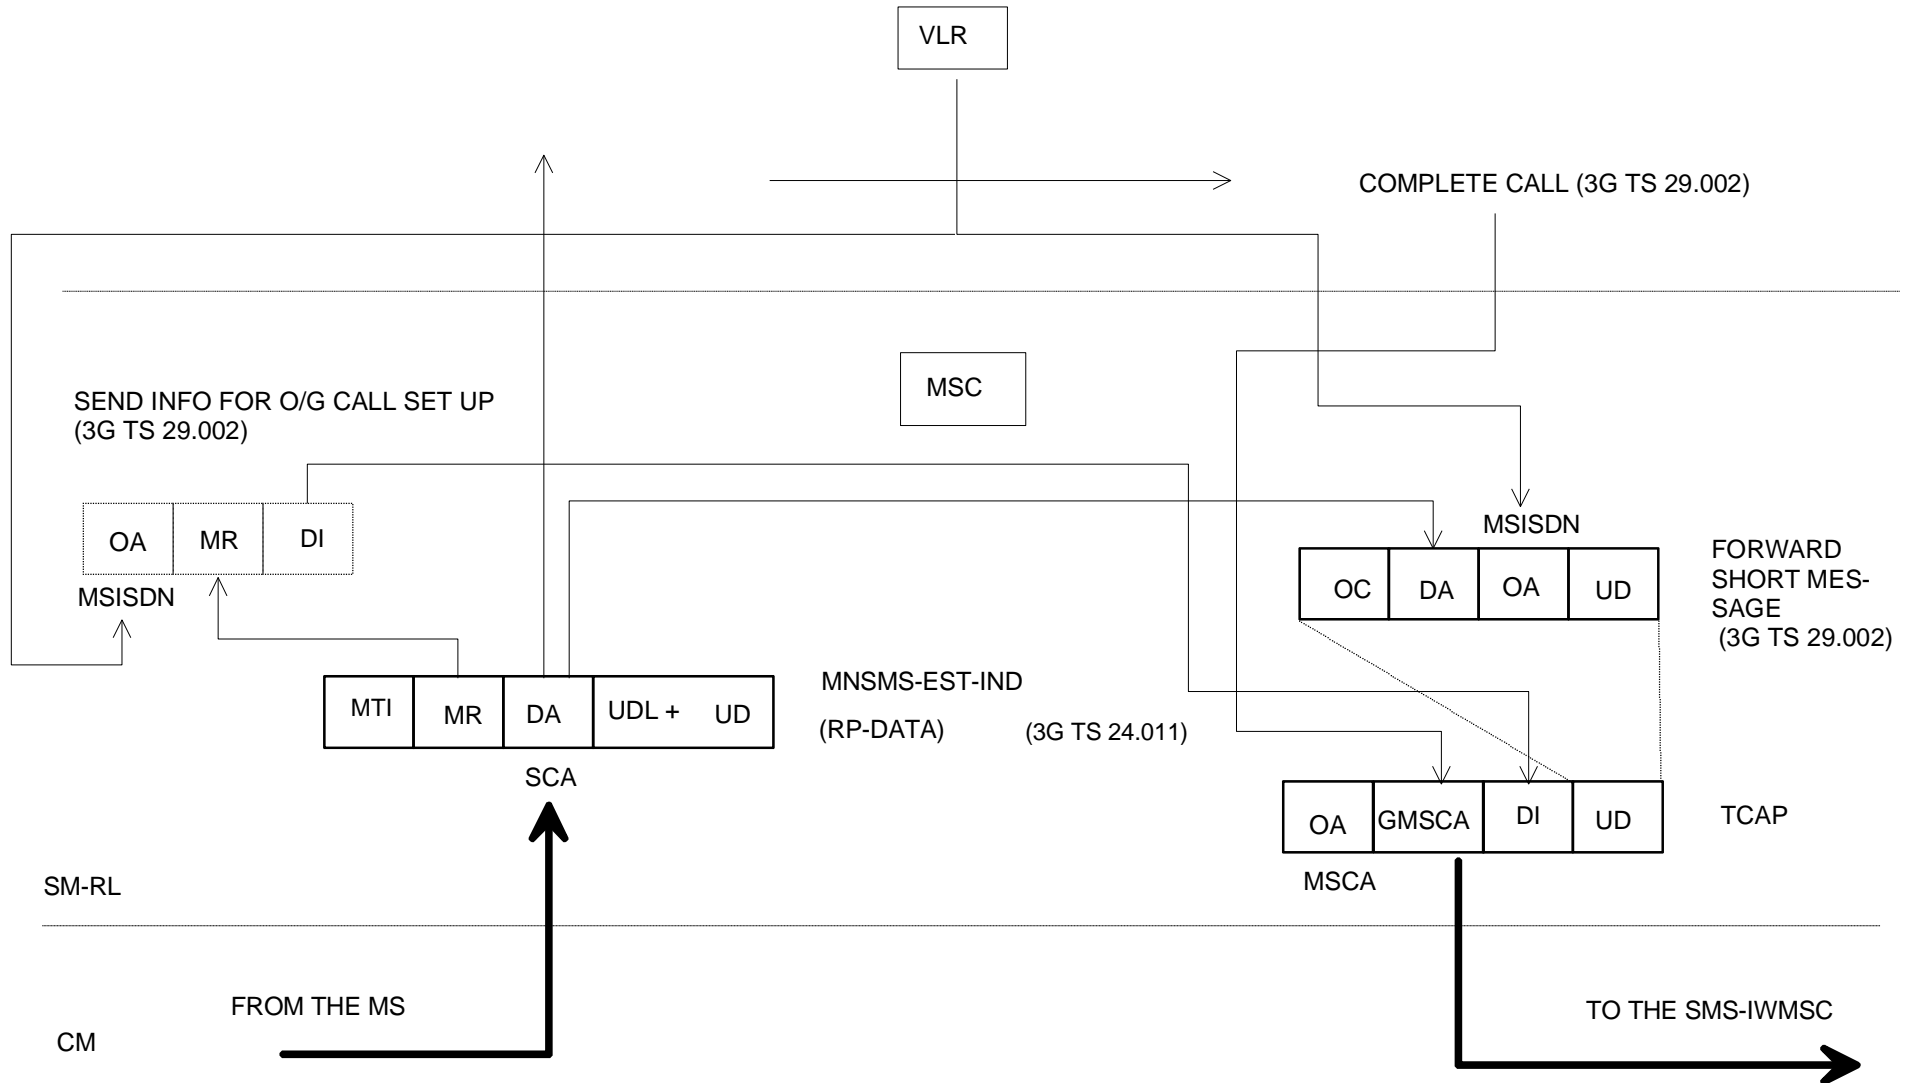 VLR
COMPLETE CALL (3G TS 29.002)
MSC
SEND INFO FOR O/G CALL SET UP
(3G TS 29.002)
OA MR DI
MSISDN
MSISDN
OC DA OA UD
FORWARD
SHORT MES-
SAGE
(3G TS 29.002)
MTI MR DA UDL + UD
MNSMS-EST-IND
(RP-DATA) (3G TS 24.011)
SCA
OA GMSCA DI UD
TCAP
MSCA
SM-RL
FROM THE MS
TO THE SMS-IWMSC
CM